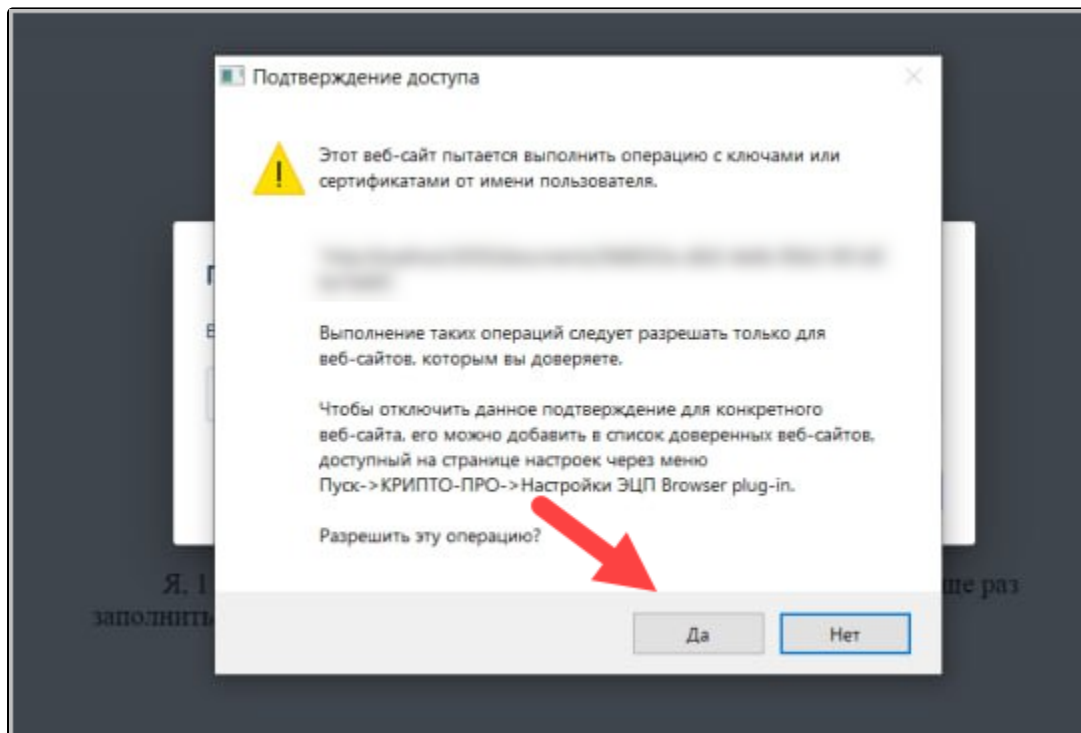 Подтверждение доступа
Этот веб-сайт пытается выполнить операцию с ключами или
сертификатами от имени пользователя.
Выполнение таких операций следует разрешать только для
веб-сайтов, которым вы доверяете.
Чтобы отключить данное подтверждение для конкретного
веб-сайта, его можно добавить в список доверенных веб-сайтов,
доступный на странице настроек через меню
Пуск->КРИПТО-ПРО->Настройки ЭЦП Browser plug-in.
Разрешить эту операцию?
Да
Нет
Я, 1 ще раз
заполнить